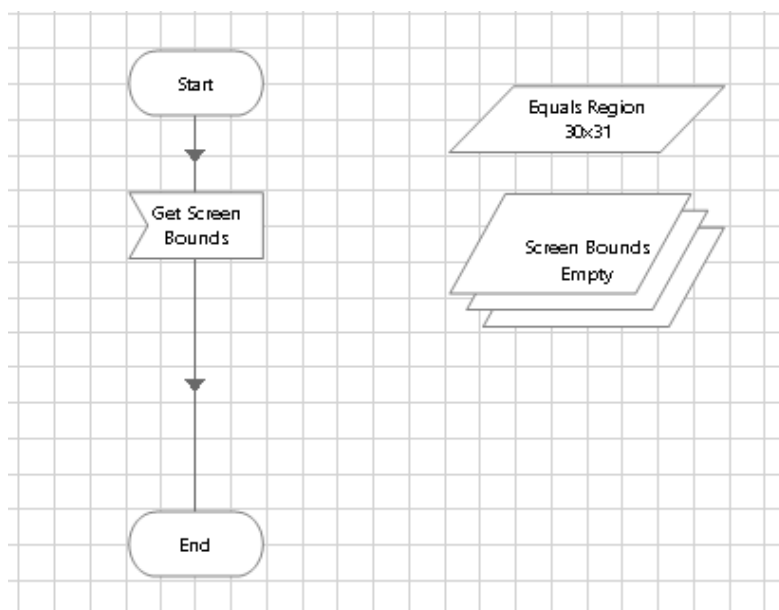 Start
Get Screen
Bounds
End
Equals Region
30x31
Screen Bounds
Empty